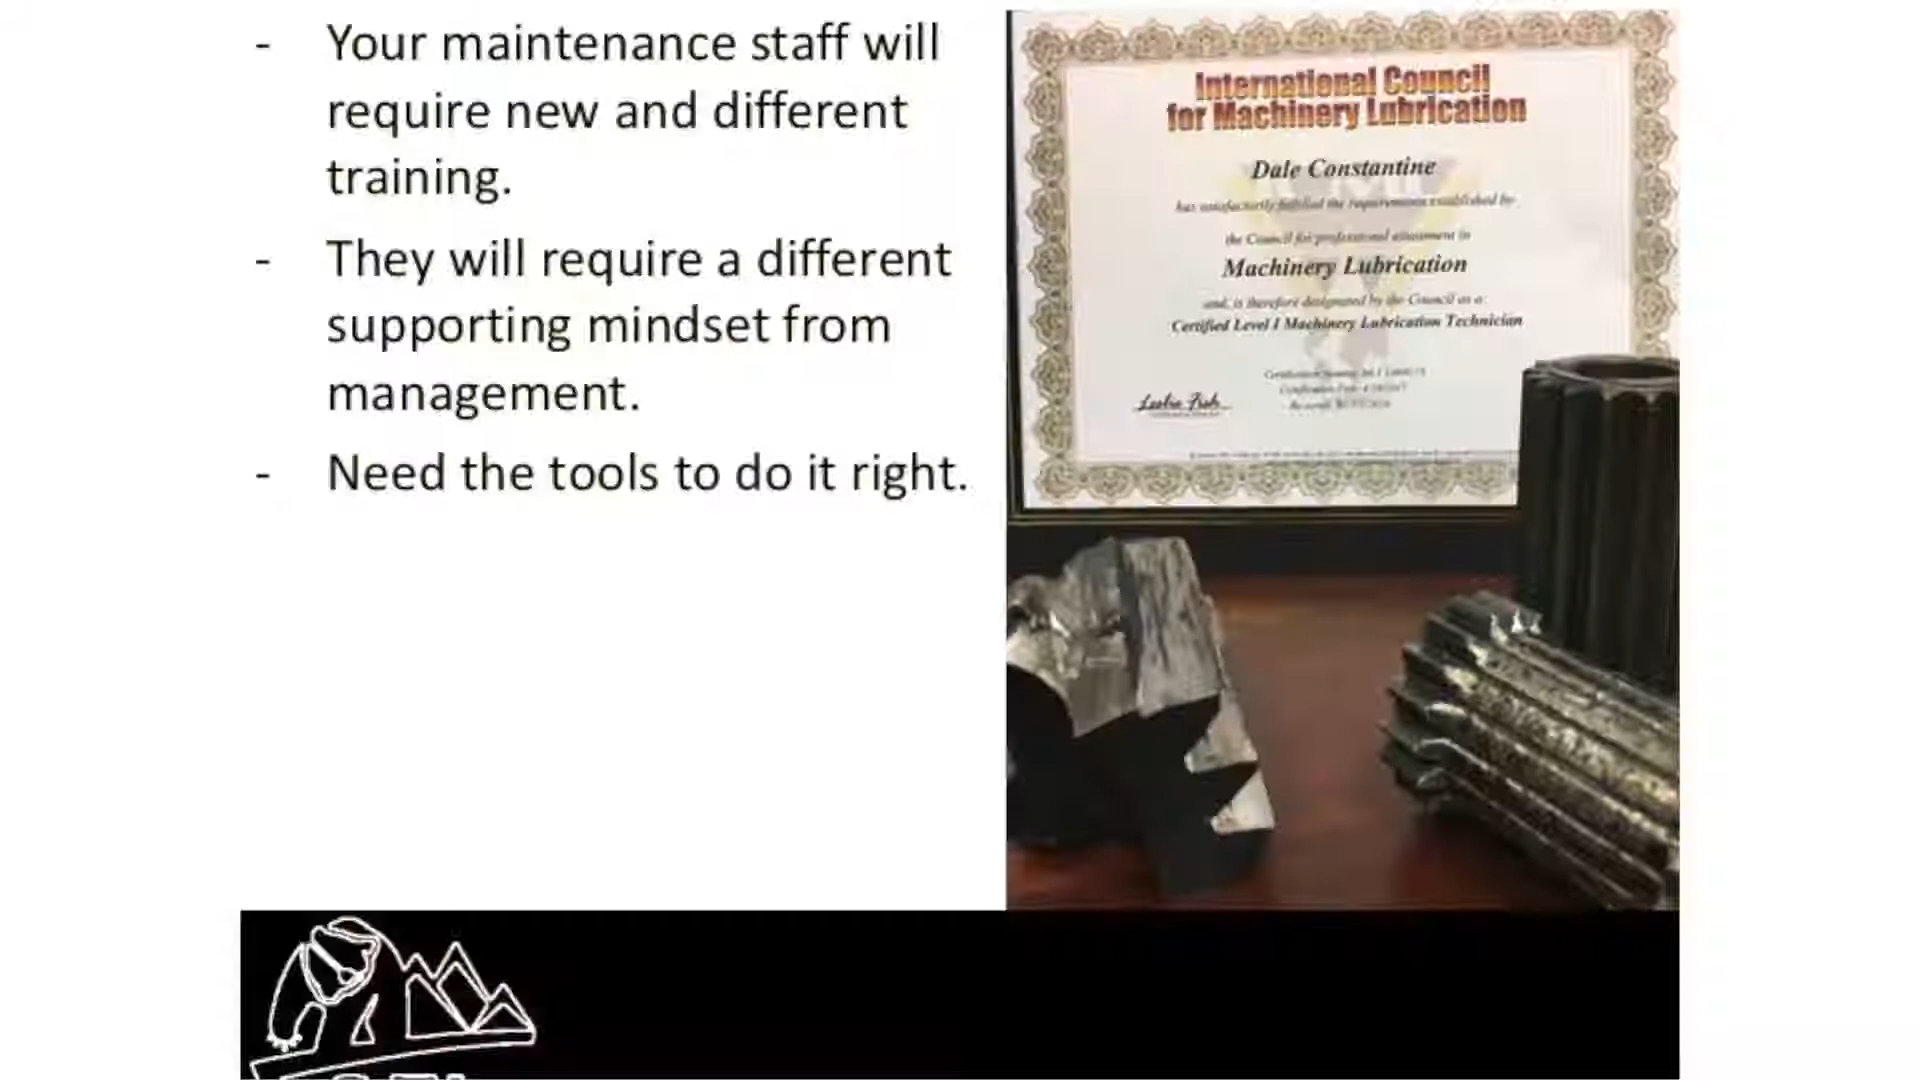 - Your maintenance staff will
require new and different
training.
- They will require a different
supporting mindset from
management.
- Need the tools to do it right.
International Council
for Machinery Lubrication
Dale Constantine
has satisfactorily fulfilled the requirements established by
the Council for professional attainment in
Machinery Lubrication
and, is therefore designated by the Council as a
Certified Level I Machinery Lubrication Technician
Leslie Fish